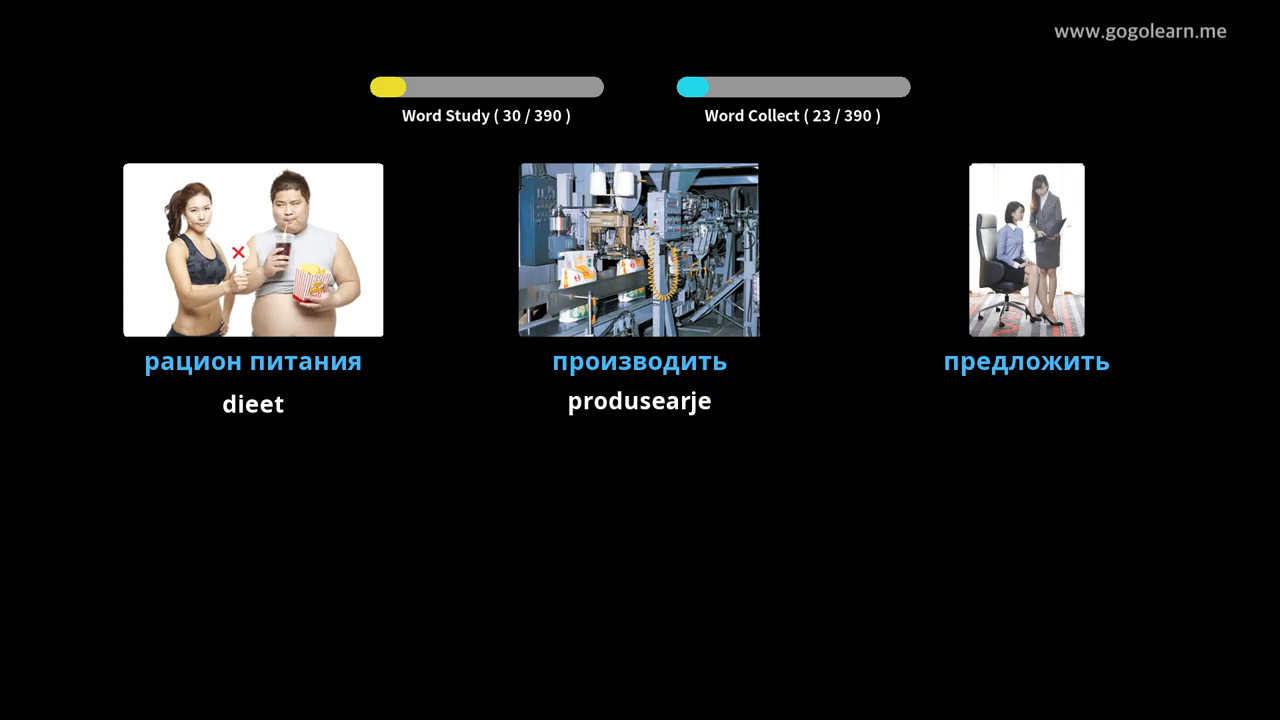 www.gogolearn.me
Word Study ( 30 / 390 )
Word Collect ( 23 / 390 )
рацион питания
производить
предложить
dieet
produsearje